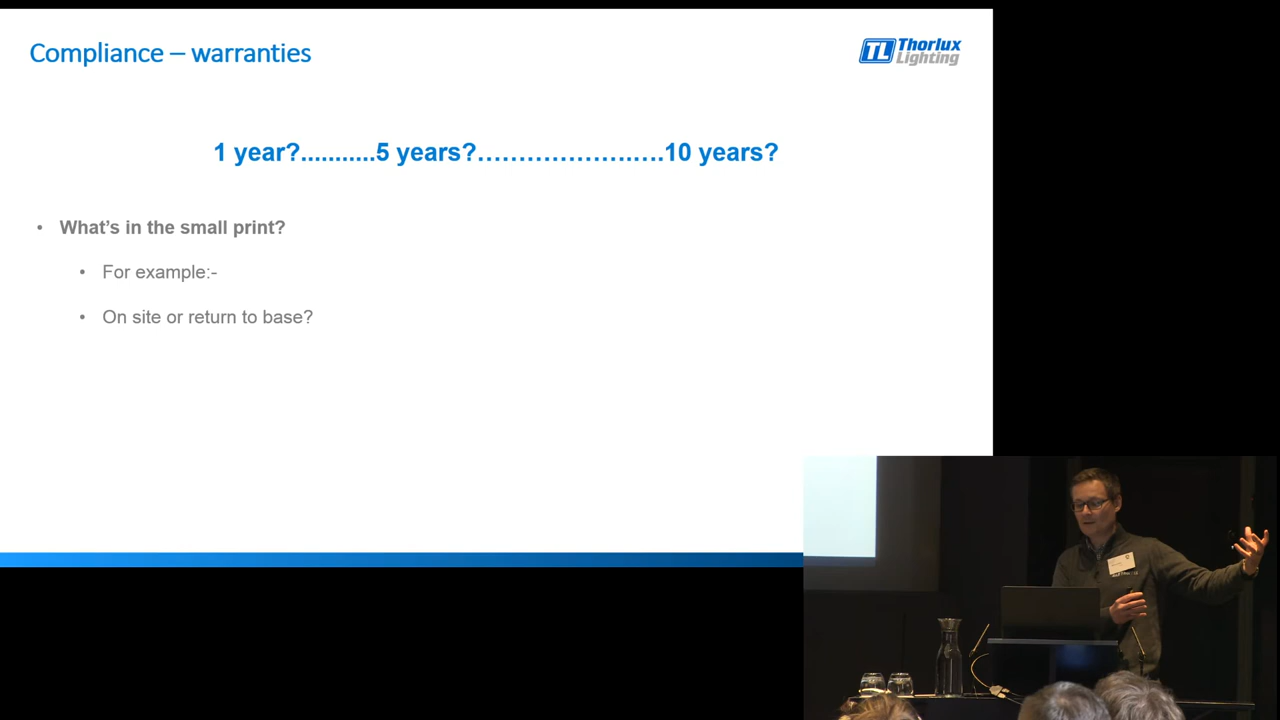 Compliance – warranties
TL Thorlux
Lighting
1 year?...........5 years?…………………..…..10 years?
• What's in the small print?
• For example:-
• On site or return to base?